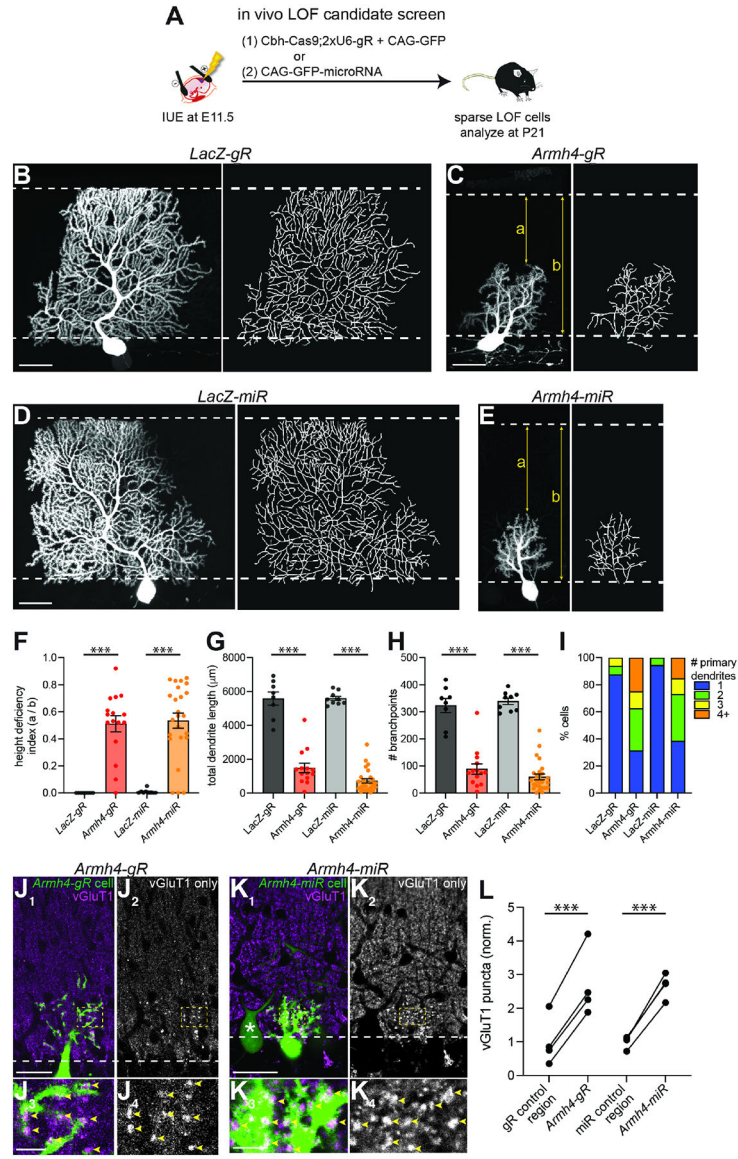 A
in vivo LOF candidate screen
(1) Cbh-Cas9;2xU6-gR + CAG-GFP
or
(2) CAG-GFP-microRNA
IUE at E11.5
sparse LOF cells
analyze at P21
LacZ-gR
Armh4-gR
B
C
a
b
LacZ-miR
Armh4-miR
D
E
a
b
F
G
H
I
***
***
height deficiency
index (a / b)
1.0
0.8
0.6
0.4
0.2
0.0
LacZ-gR
Armh4-gR
LacZ-miR
Armh4-miR
***
***
total dendrite length (μm)
8000
6000
4000
2000
0
LacZ-gR
Armh4-gR
LacZ-miR
Armh4-miR
***
***
# branchpoints
500
400
300
200
100
0
LacZ-gR
Armh4-gR
LacZ-miR
Armh4-miR
% cells
100
80
60
40
20
0
LacZ-gR
Armh4-gR
LacZ-miR
Armh4-miR
# primary
dendrites
1
2
3
4+
Armh4-gR
Armh4-miR
J1
Armh4-gR cell
vGluT1
J2
vGluT1 only
K1
Armh4-miR cell
vGluT1
K2
vGluT1 only
*
J3
J4
K3
K4
L
***
***
vGluT1 puncta (norm.)
5
4
3
2
1
0
gR control
region
Armh4-gR
miR control
region
Armh4-miR